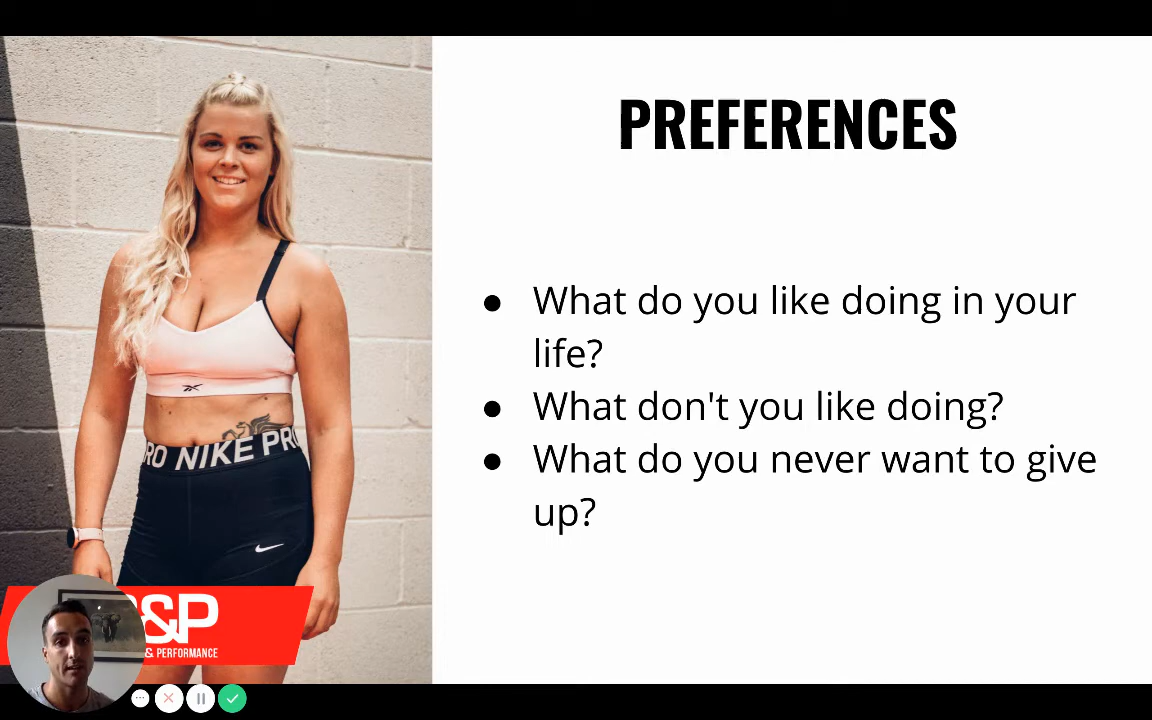 PREFERENCES
● What do you like doing in your
life?
● What don't you like doing?
● What do you never want to give
up?
NIKE
&P
& PERFORMANCE